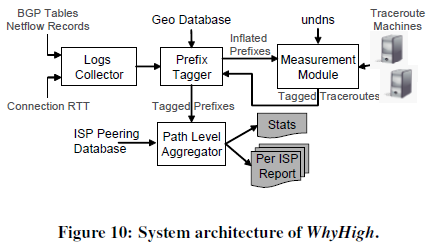 BGP Tables
Netflow Records
Geo Database
undns
Traceroute
Machines
Logs
Collector
Prefix
Tagger
Inflated
Prefixes
Measurement
Module
Connection RTT
Tagged Prefixes
Tagged Traceroutes
ISP Peering
Database
Path Level
Aggregator
Stats
Per ISP
Report
Figure 10: System architecture of WhyHigh.